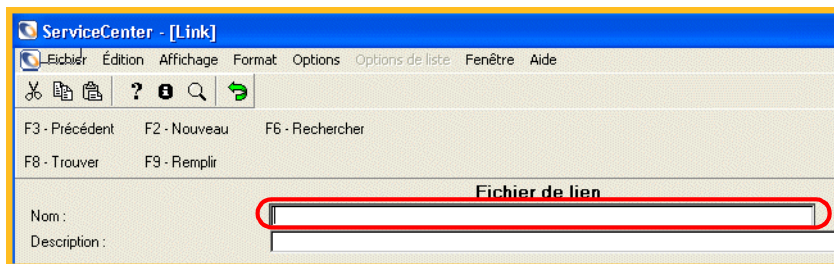 ServiceCenter - [Link]
Fichier Édition Affichage Format Options Options de liste Fenêtre Aide
F3 - Précédent F2 - Nouveau F6 - Rechercher
F8 - Trouver F9 - Remplir
Fichier de lien
Nom :
Description :